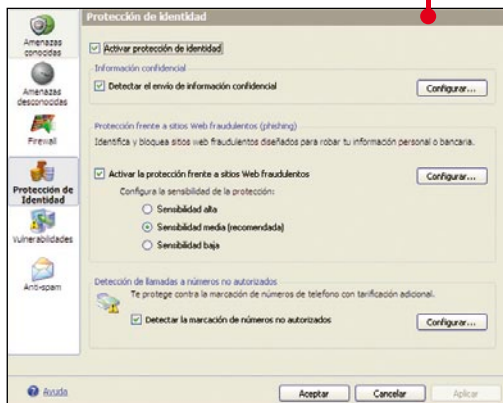 Protección de identidad
Amenazas
conocidas
Amenazas
desconocidas
Firewall
Protección de
Identidad
Vulnerabilidades
Anti-spam
Activar protección de identidad
Información confidencial
Detectar el envío de información confidencial
Configurar...
Protección frente a sitios Web fraudulentos (phishing)
Identifica y bloquea sitios web fraudulentos diseñados para robar tu información personal o bancaria.
Activar la protección frente a sitios Web fraudulentos
Configurar...
Configura la sensibilidad de la protección:
Sensibilidad alta
Sensibilidad media (recomendada)
Sensibilidad baja
Detección de llamadas a números no autorizados
Te protege contra la marcación de números de telefono con tarificación adicional.
Detectar la marcación de números no autorizados
Configurar...
Ayuda
Aceptar
Cancelar
Aplicar